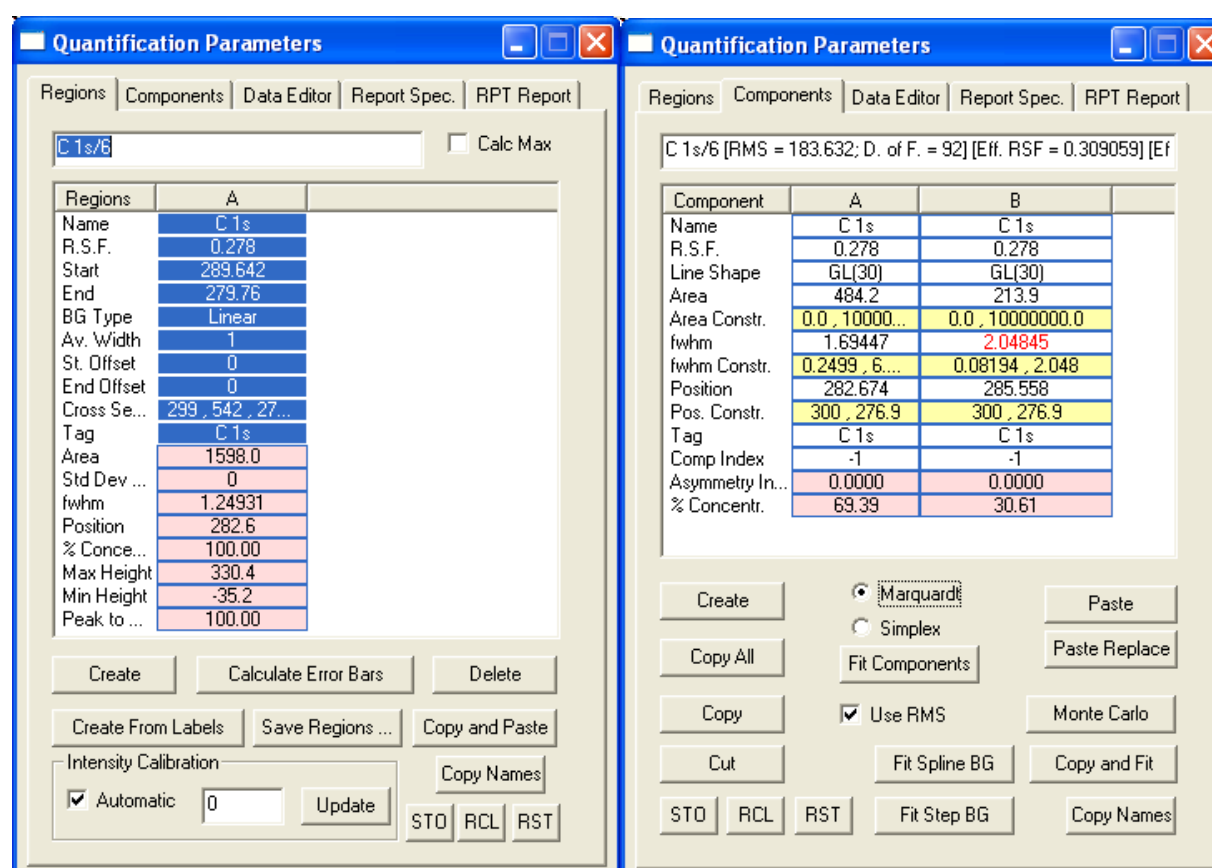 Quantification Parameters
Regions Components Data Editor Report Spec. RPT Report
C 1s/6 Calc Max
Regions A
Name C 1s
R.S.F. 0.278
Start 289.642
End 279.76
BG Type Linear
Av. Width 1
St. Offset 0
End Offset 0
Cross Se... 299 , 542 , 27...
Tag C 1s
Area 1598.0
Std Dev ... 0
fwhm 1.24931
Position 282.6
% Conce... 100.00
Max Height 330.4
Min Height -35.2
Peak to ... 100.00
Create Calculate Error Bars Delete
Create From Labels Save Regions ... Copy and Paste
Intensity Calibration
Copy Names
Automatic 0 Update
STO RCL RST
Quantification Parameters
Regions Components Data Editor Report Spec. RPT Report
C 1s/6 [RMS = 183.632; D. of F. = 92] [Eff. RSF = 0.309059] [Ef
Component A B
Name C 1s C 1s
R.S.F. 0.278 0.278
Line Shape GL(30) GL(30)
Area 484.2 213.9
Area Constr. 0.0 , 10000... 0.0 , 10000000.0
fwhm 1.69447 2.04845
fwhm Constr. 0.2499 , 6.... 0.08194 , 2.048
Position 282.674 285.558
Pos. Constr. 300 , 276.9 300 , 276.9
Tag C 1s C 1s
Comp Index -1 -1
Asymmetry In... 0.0000 0.0000
% Concentr. 69.39 30.61
Create Marquardt Paste
Simplex
Copy All Fit Components Paste Replace
Copy Use RMS Monte Carlo
Cut Fit Spline BG Copy and Fit
STO RCL RST Fit Step BG Copy Names